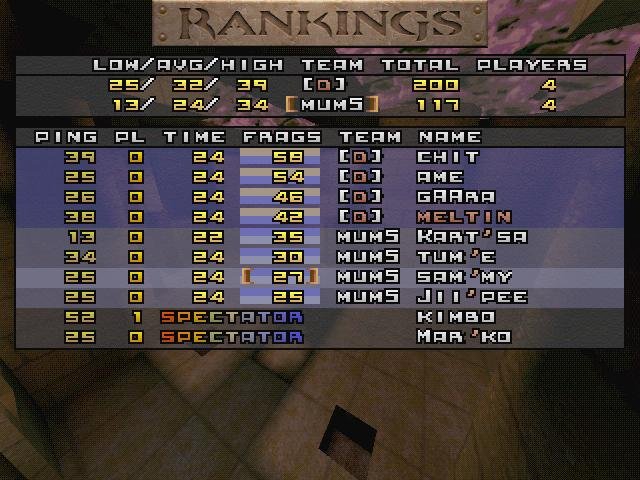 RANKINGS
LOW/AVG/HIGH TEAM TOTAL PLAYERS
25/ 32/ 39 [D] 200 4
13/ 24/ 34 [MUMS] 117 4
PING PL TIME FRAGS TEAM NAME
39 0 24 58 [D] CHIT
25 0 24 54 [D] AME
26 0 24 46 [D] GAARA
38 0 24 42 [D] MELTIN
13 0 22 35 MUMS KART'SA
34 0 24 30 MUMS TUM'E
25 0 24 [27] MUMS SAM'MY
25 0 24 25 MUMS JII'PEE
52 1 SPECTATOR KIMBO
25 0 SPECTATOR MAR'KO